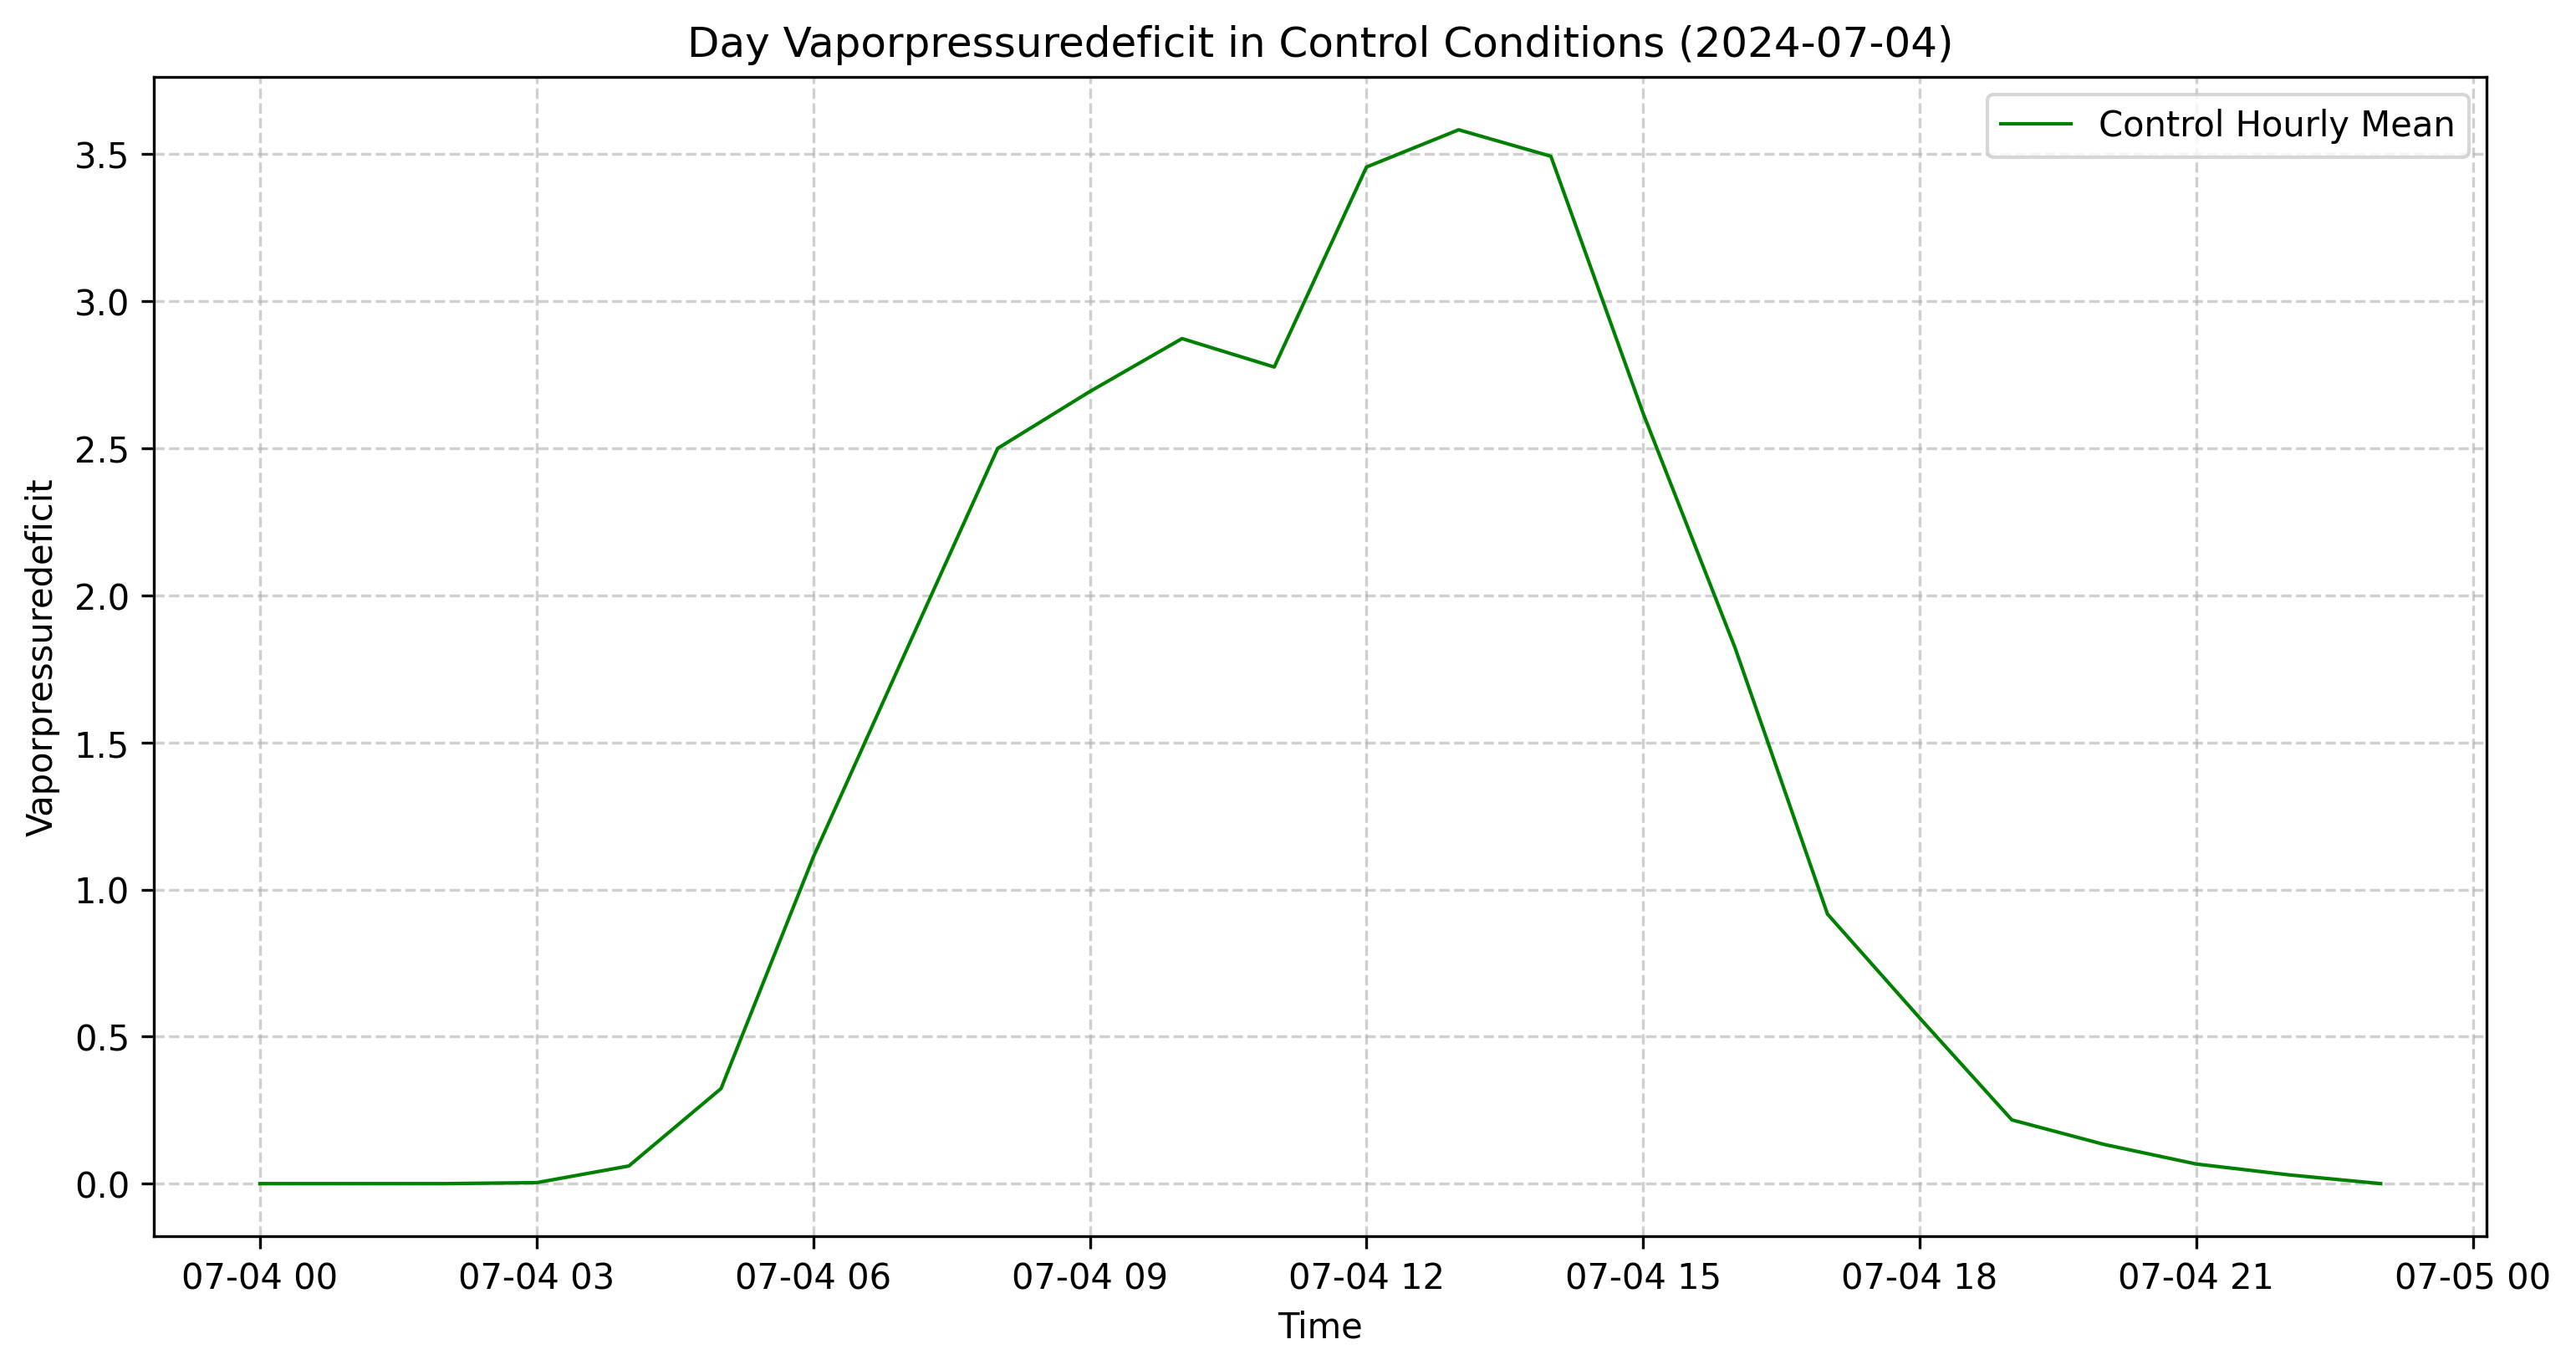 Day Vaporpressuredeficit in Control Conditions (2024-07-04)
Control Hourly Mean
Vaporpressuredeficit
3.5
3.0
2.5
2.0
1.5
1.0
0.5
0.0
07-04 00 07-04 03 07-04 06 07-04 09 07-04 12 07-04 15 07-04 18 07-04 21 07-05 00
Time